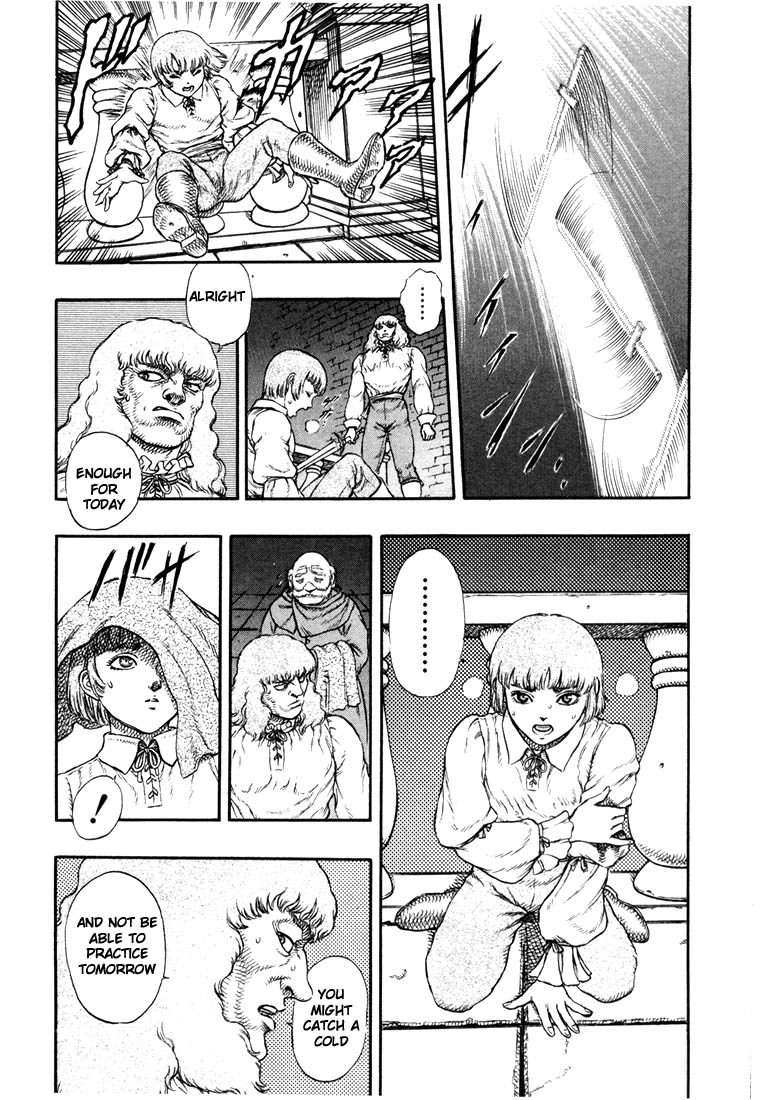 ドガァァァ
......
ALRIGHT
ENOUGH
FOR
TODAY
........
バサ
!
YOU
MIGHT
CATCH A
COLD
AND NOT BE
ABLE TO
PRACTICE
TOMORROW